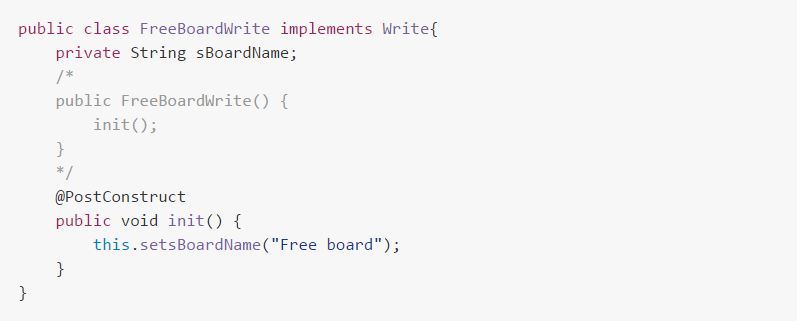 public class FreeBoardWrite implements Write{
    private String sBoardName;
    /*
    public FreeBoardWrite() {
        init();
    }
    */
    @PostConstruct
    public void init() {
        this.setsBoardName("Free board");
    }
}